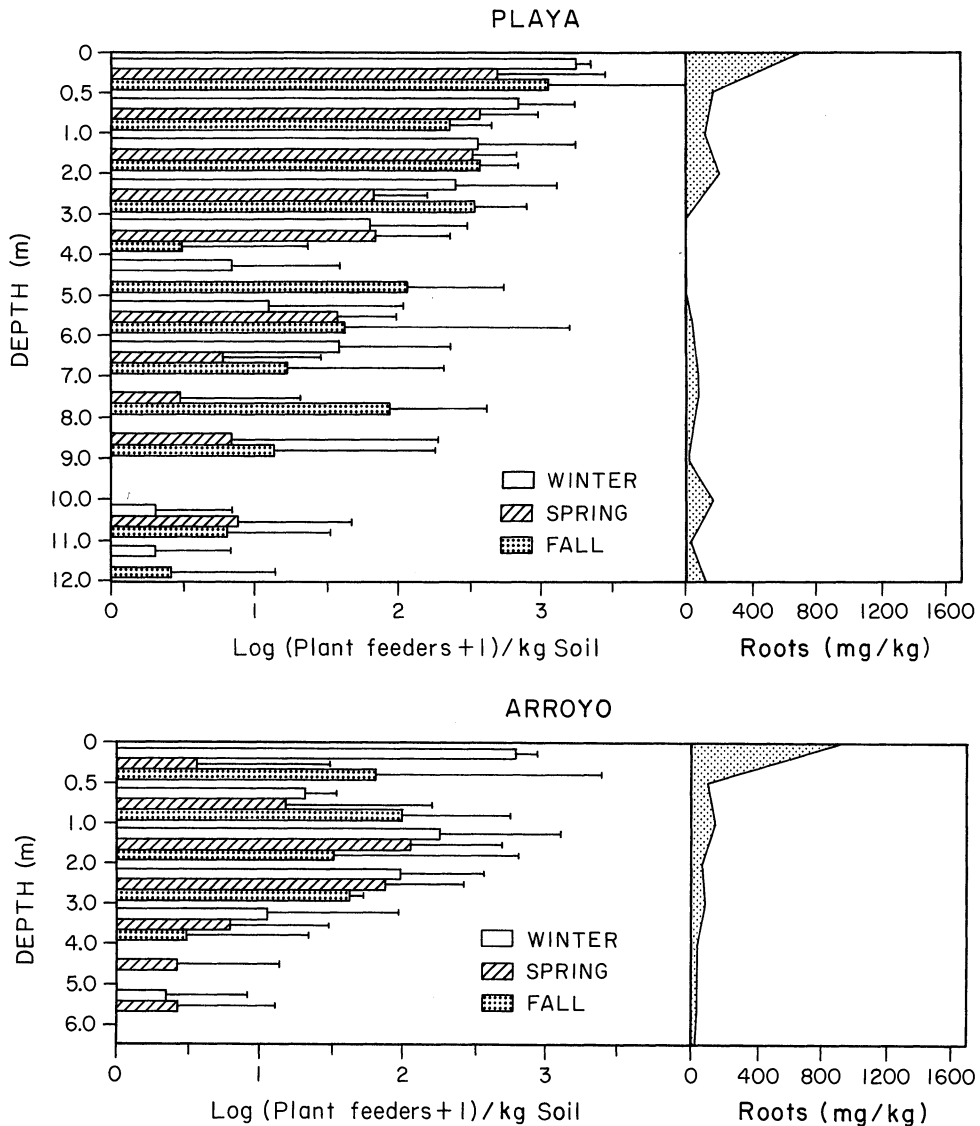 PLAYA
DEPTH (m)
0
0.5
1.0
2.0
3.0
4.0
5.0
6.0
7.0
8.0
9.0
10.0
11.0
12.0
WINTER
SPRING
FALL
0 1 2 3
0 400 800 1200 1600
Log (Plant feeders +1)/kg Soil
Roots (mg/kg)
ARROYO
DEPTH (m)
0
0.5
1.0
2.0
3.0
4.0
5.0
6.0
WINTER
SPRING
FALL
0 1 2 3
0 400 800 1200 1600
Log (Plant feeders +1)/kg Soil
Roots (mg/kg)